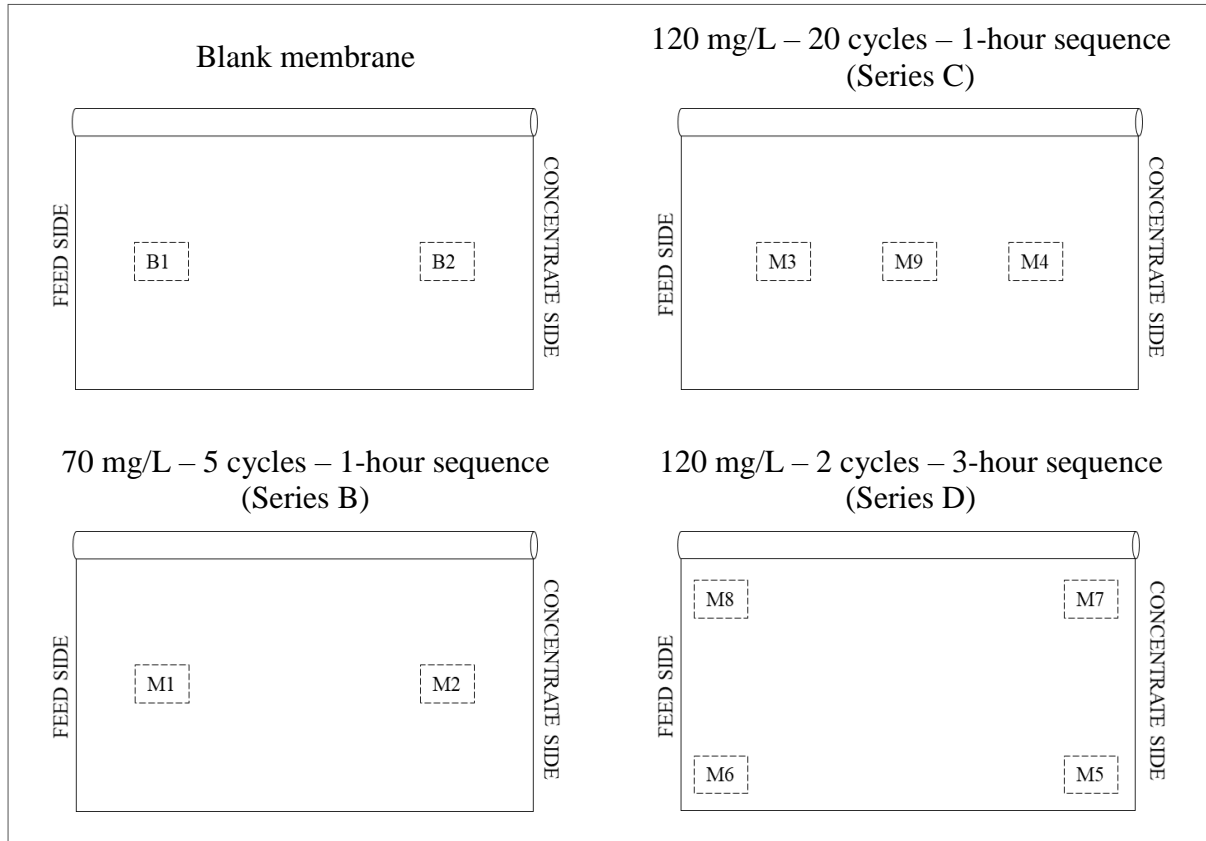 Blank membrane
FEED SIDE
B1
B2
CONCENTRATE SIDE
120 mg/L – 20 cycles – 1-hour sequence
(Series C)
FEED SIDE
M3
M9
M4
CONCENTRATE SIDE
70 mg/L – 5 cycles – 1-hour sequence
(Series B)
FEED SIDE
M1
M2
CONCENTRATE SIDE
120 mg/L – 2 cycles – 3-hour sequence
(Series D)
FEED SIDE
M8
M7
M6
M5
CONCENTRATE SIDE